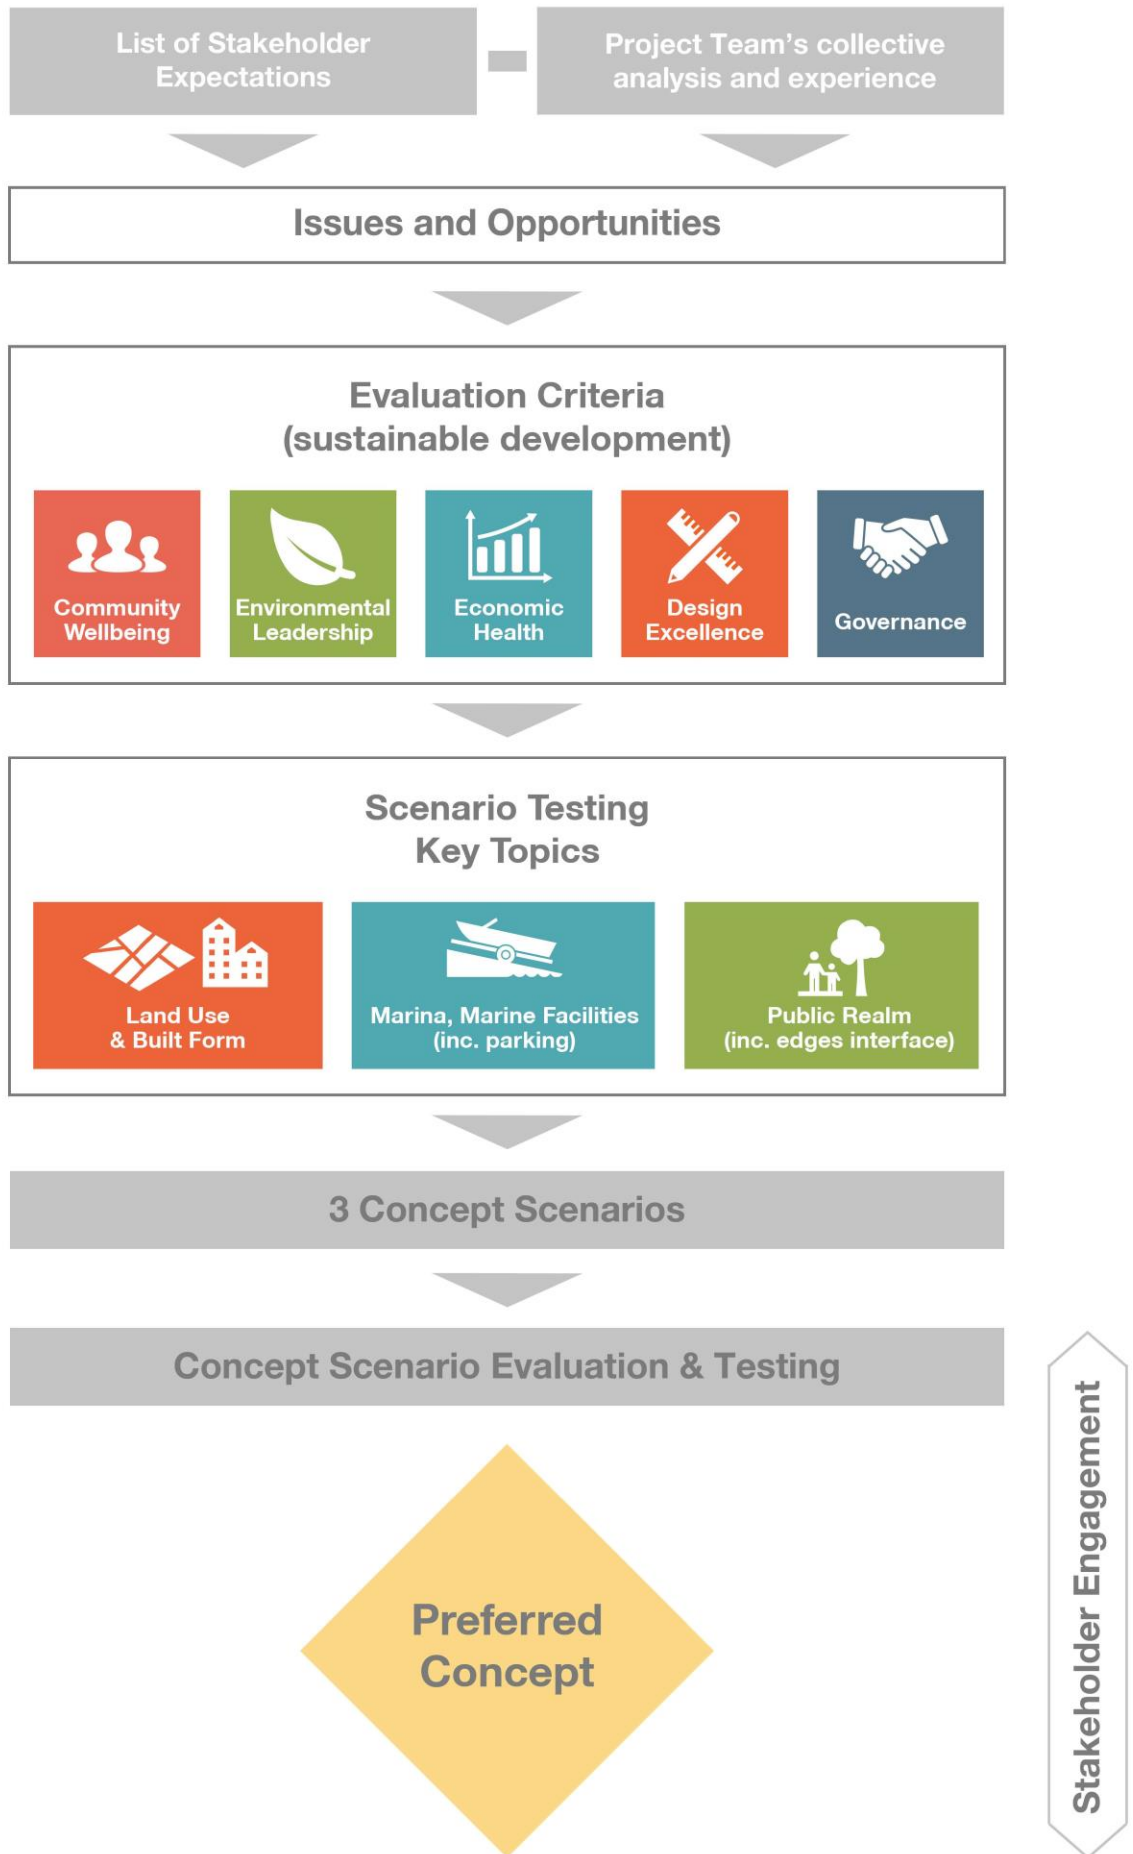 List of Stakeholder
Expectations
Project Team's collective
analysis and experience
Issues and Opportunities
Evaluation Criteria
(sustainable development)
Community
Wellbeing
Environmental
Leadership
Economic
Health
Design
Excellence
Governance
Scenario Testing
Key Topics
Land Use
& Built Form
Marina, Marine Facilities
(inc. parking)
Public Realm
(inc. edges interface)
3 Concept Scenarios
Concept Scenario Evaluation & Testing
Preferred
Concept
Stakeholder Engagement